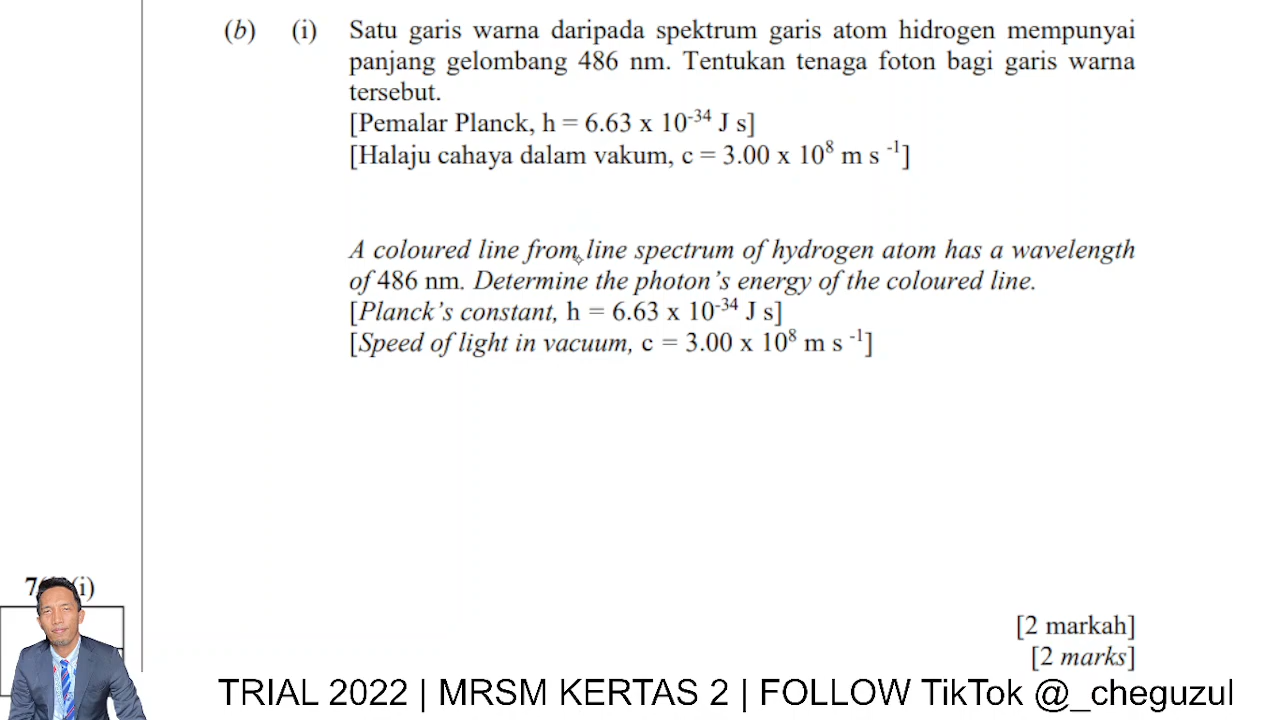 (b) (i) Satu garis warna daripada spektrum garis atom hidrogen mempunyai
panjang gelombang 486 nm. Tentukan tenaga foton bagi garis warna
tersebut.
[Pemalar Planck, h = 6.63 x 10⁻³⁴ J s]
[Halaju cahaya dalam vakum, c = 3.00 x 10⁸ m s ⁻¹]
A coloured line from line spectrum of hydrogen atom has a wavelength
of 486 nm. Determine the photon's energy of the coloured line.
[Planck's constant, h = 6.63 x 10⁻³⁴ J s]
[Speed of light in vacuum, c = 3.00 x 10⁸ m s ⁻¹]
7 (i)
[2 markah]
[2 marks]
TRIAL 2022 | MRSM KERTAS 2 | FOLLOW TikTok @_cheguzul